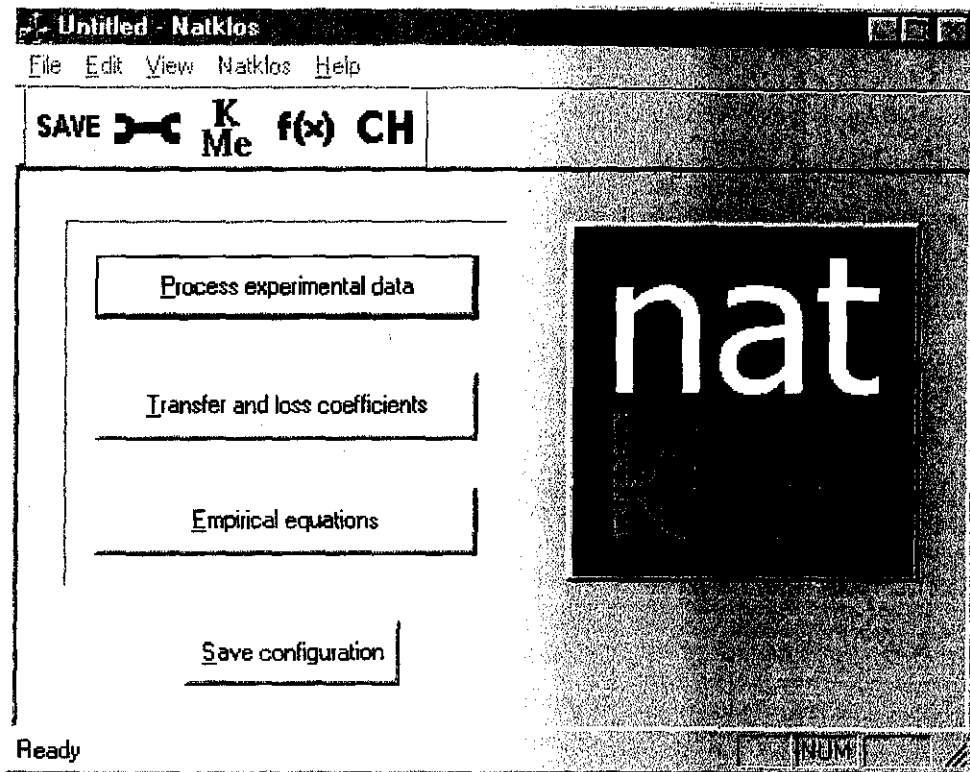 Untitled - Natklos
File Edit View Natklos Help
SAVE K Me f(x) CH
Process experimental data
nat
Transfer and loss coefficients
Empirical equations
Save configuration
Ready NUM